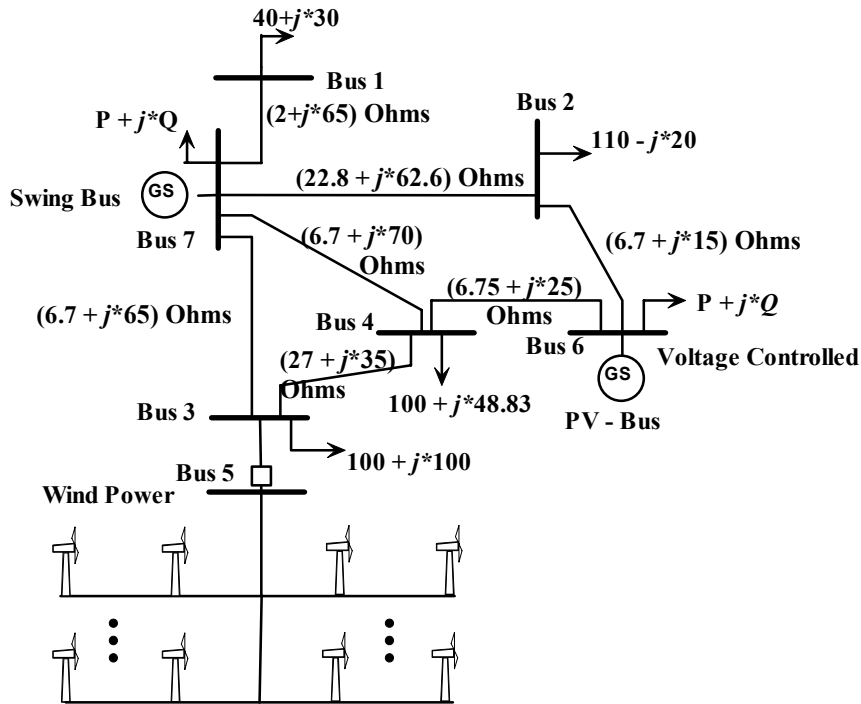 40+j*30
Bus 1
(2+j*65) Ohms
Bus 2
P + j*Q
110 - j*20
(22.8 + j*62.6) Ohms
GS
Swing Bus
Bus 7
(6.7 + j*70)
Ohms
(6.7 + j*15) Ohms
(6.7 + j*65) Ohms
(6.75 + j*25)
Ohms
P + j*Q
Bus 4
Bus 6
Voltage Controlled
(27 + j*35)
Ohms
GS
100 + j*48.83
PV - Bus
Bus 3
100 + j*100
Bus 5
Wind Power